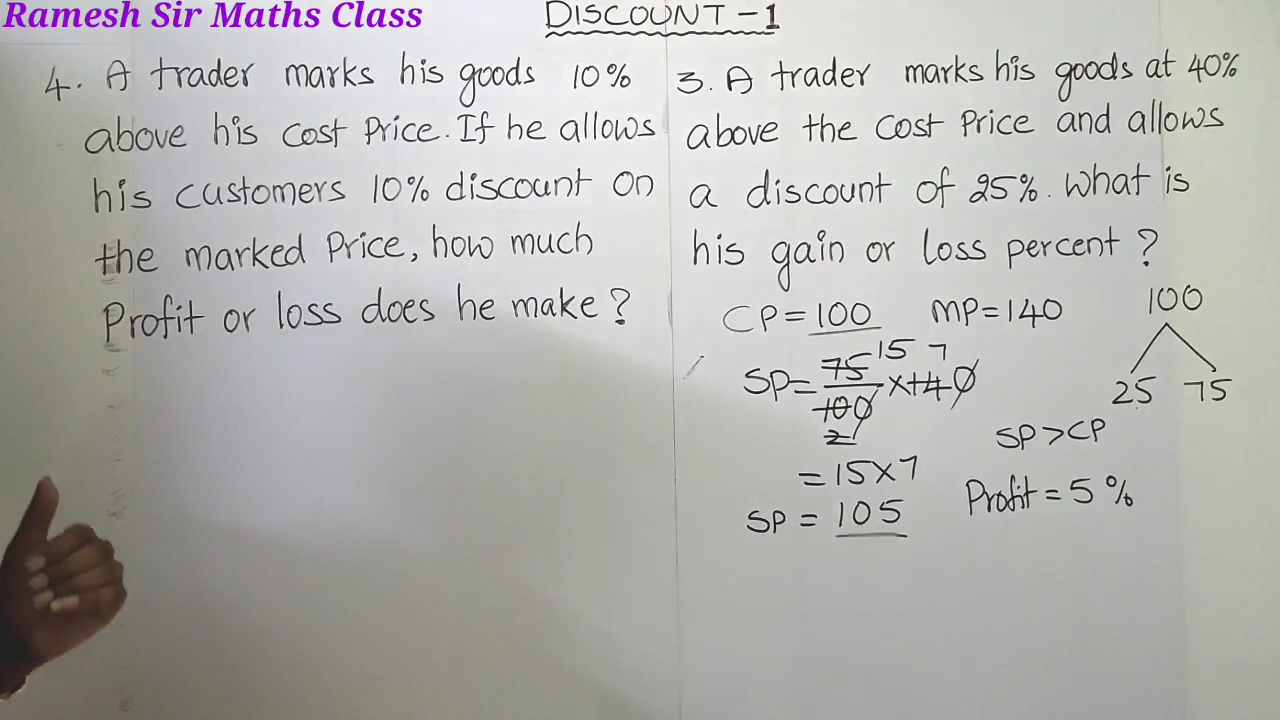 Ramesh Sir Maths Class
DISCOUNT-1
4. A trader marks his goods 10%
above his cost Price. If he allows
his customers 10% discount on
the marked Price, how much
Profit or loss does he make?
3. A trader marks his goods at 40%
above the cost Price and allows
a discount of 25%. What is
his gain or loss percent?
CP=100 MP=140
SP=75/100×140
15 7
2
=15×7
SP = 105
100
25 75
SP>CP
Profit = 5%